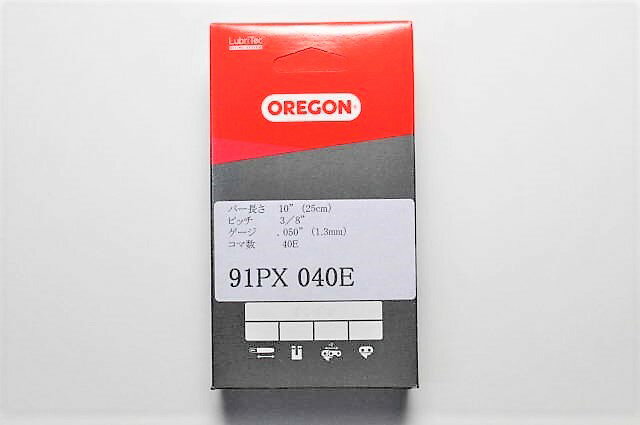 LubriTec
OREGON
バー長さ 10" (25cm)
ピッチ 3/8"
ゲージ .050" (1.3mm)
コマ数 40E
91PX 040E